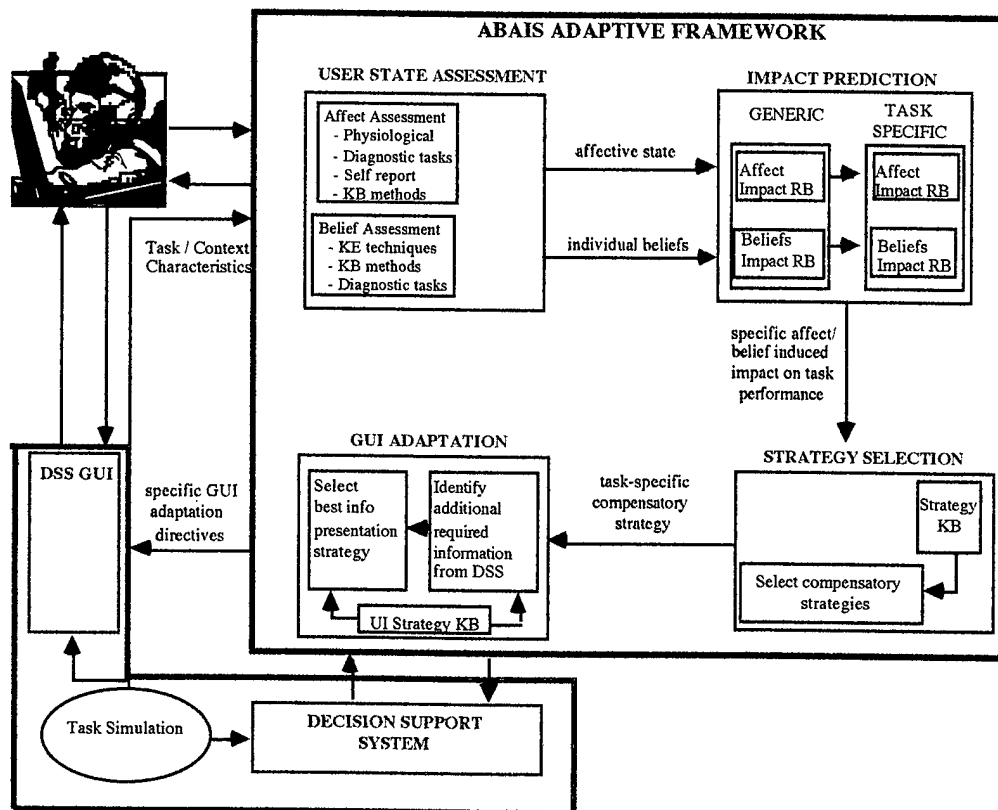 ABAIS ADAPTIVE FRAMEWORK
USER STATE ASSESSMENT
Affect Assessment
- Physiological
- Diagnostic tasks
- Self report
- KB methods
Belief Assessment
- KE techniques
- KB methods
- Diagnostic tasks
affective state
individual beliefs
IMPACT PREDICTION
GENERIC
TASK
SPECIFIC
Affect
Impact RB
Affect
Impact RB
Beliefs
Impact RB
Beliefs
Impact RB
Task / Context
Characteristics
specific affect/
belief induced
impact on task
performance
STRATEGY SELECTION
Strategy
KB
Select compensatory
strategies
task-specific
compensatory
strategy
GUI ADAPTATION
Select
best info
presentation
strategy
Identify
additional
required
information
from DSS
UI Strategy KB
specific GUI
adaptation
directives
DSS GUI
Task Simulation
DECISION SUPPORT
SYSTEM